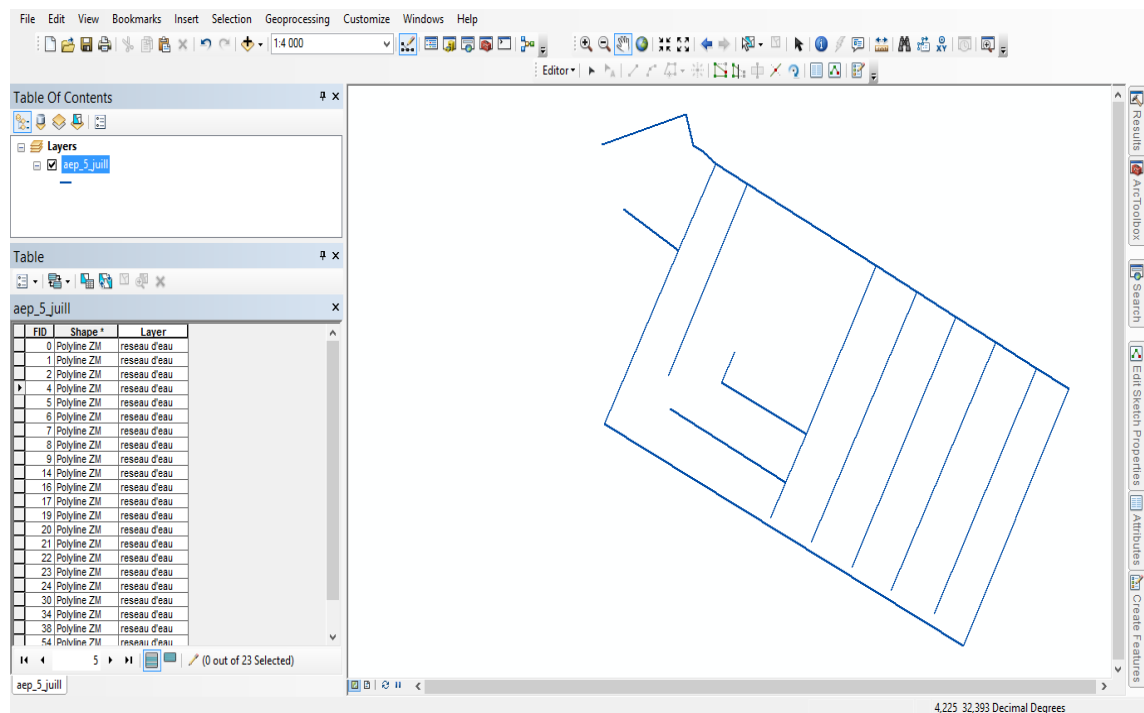 File Edit View Bookmarks Insert Selection Geoprocessing Customize Windows Help
1:4 000
Editor
Table Of Contents
Layers
aep_5_juill
Table
aep_5_juill
FID Shape * Layer
0 Polyline ZM reseau d'eau
1 Polyline ZM reseau d'eau
2 Polyline ZM reseau d'eau
4 Polyline ZM reseau d'eau
5 Polyline ZM reseau d'eau
6 Polyline ZM reseau d'eau
7 Polyline ZM reseau d'eau
8 Polyline ZM reseau d'eau
9 Polyline ZM reseau d'eau
14 Polyline ZM reseau d'eau
16 Polyline ZM reseau d'eau
17 Polyline ZM reseau d'eau
19 Polyline ZM reseau d'eau
20 Polyline ZM reseau d'eau
21 Polyline ZM reseau d'eau
22 Polyline ZM reseau d'eau
23 Polyline ZM reseau d'eau
24 Polyline ZM reseau d'eau
30 Polyline ZM reseau d'eau
34 Polyline ZM reseau d'eau
38 Polyline ZM reseau d'eau
54 Polyline ZM reseau d'eau
5 (0 out of 23 Selected)
aep_5_juill
Results
ArcToolbox
Search
Edit Sketch Properties
Attributes
Create Features
4,225 32,393 Decimal Degrees